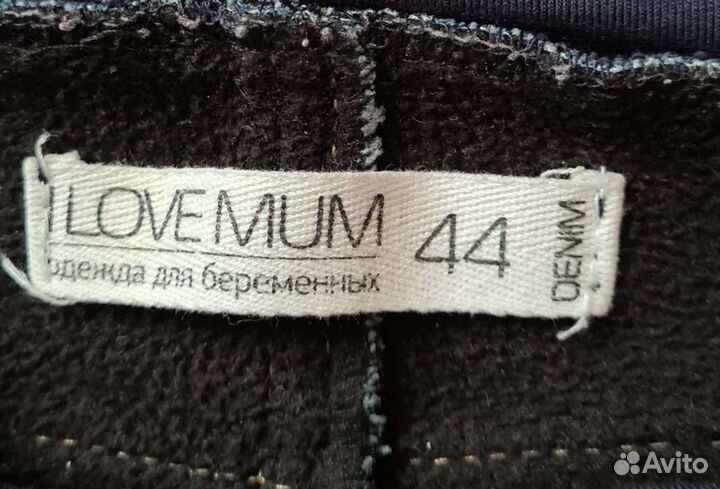 I LOVE MUM
одежда для беременных
44
DENIM
Avito